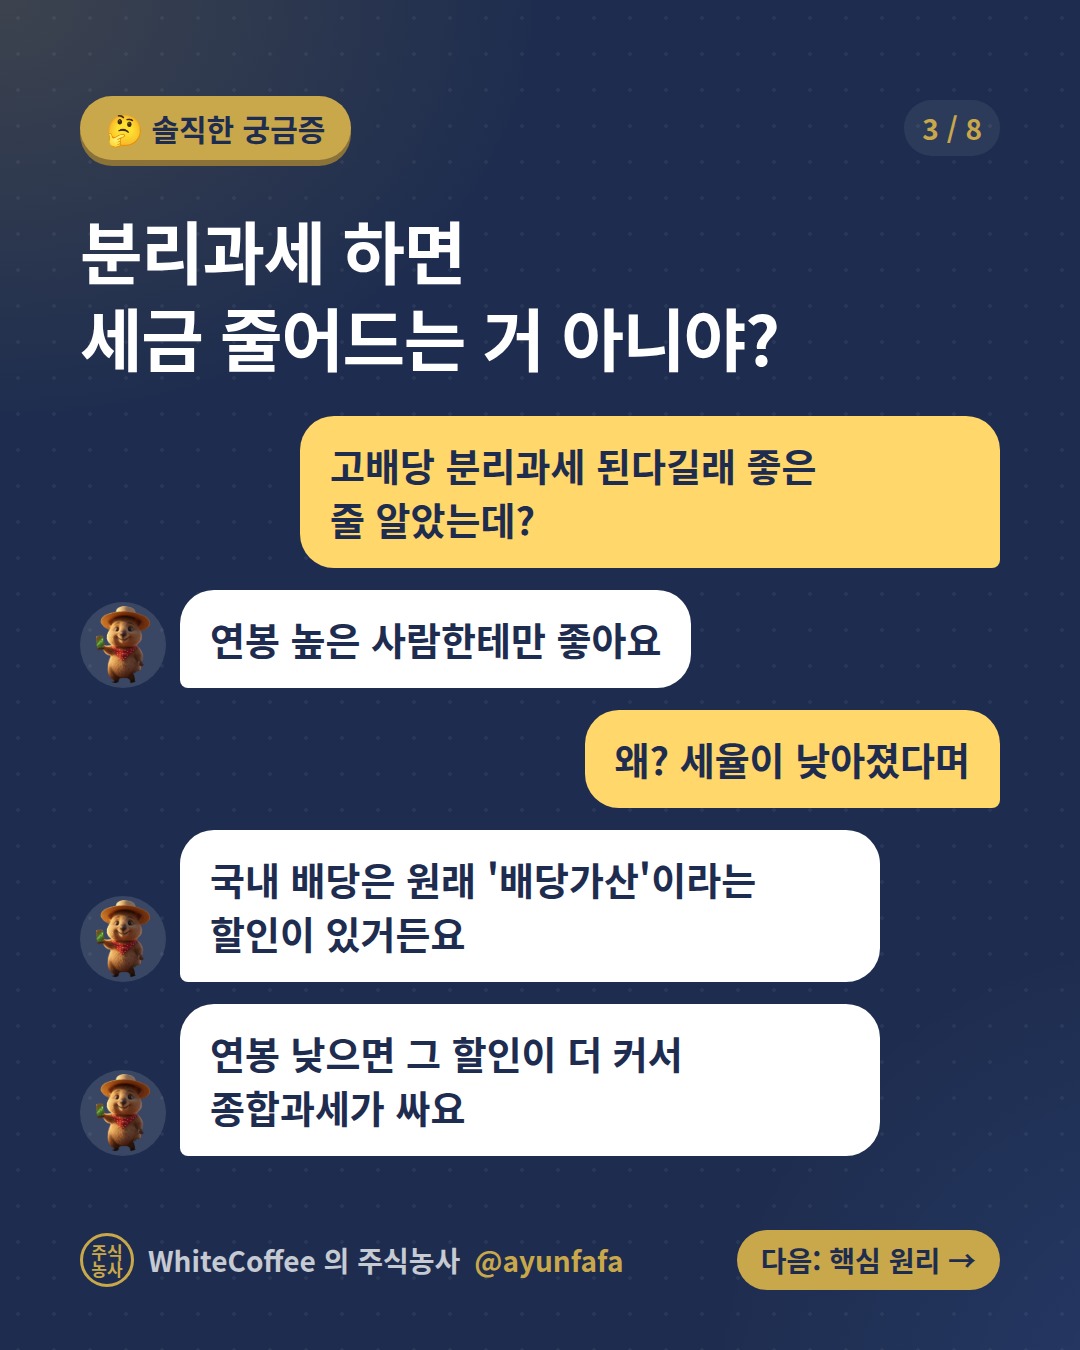 🤔 솔직한 궁금증
3 / 8
분리과세 하면
세금 줄어드는 거 아니야?
고배당 분리과세 된다길래 좋은
줄 알았는데?
연봉 높은 사람한테만 좋아요
왜? 세율이 낮아졌다며
국내 배당은 원래 '배당가산'이라는
할인이 있거든요
연봉 낮으면 그 할인이 더 커서
종합과세가 싸요
주식
농사
WhiteCoffee 의 주식농사 @ayunfafa
다음: 핵심 원리 →